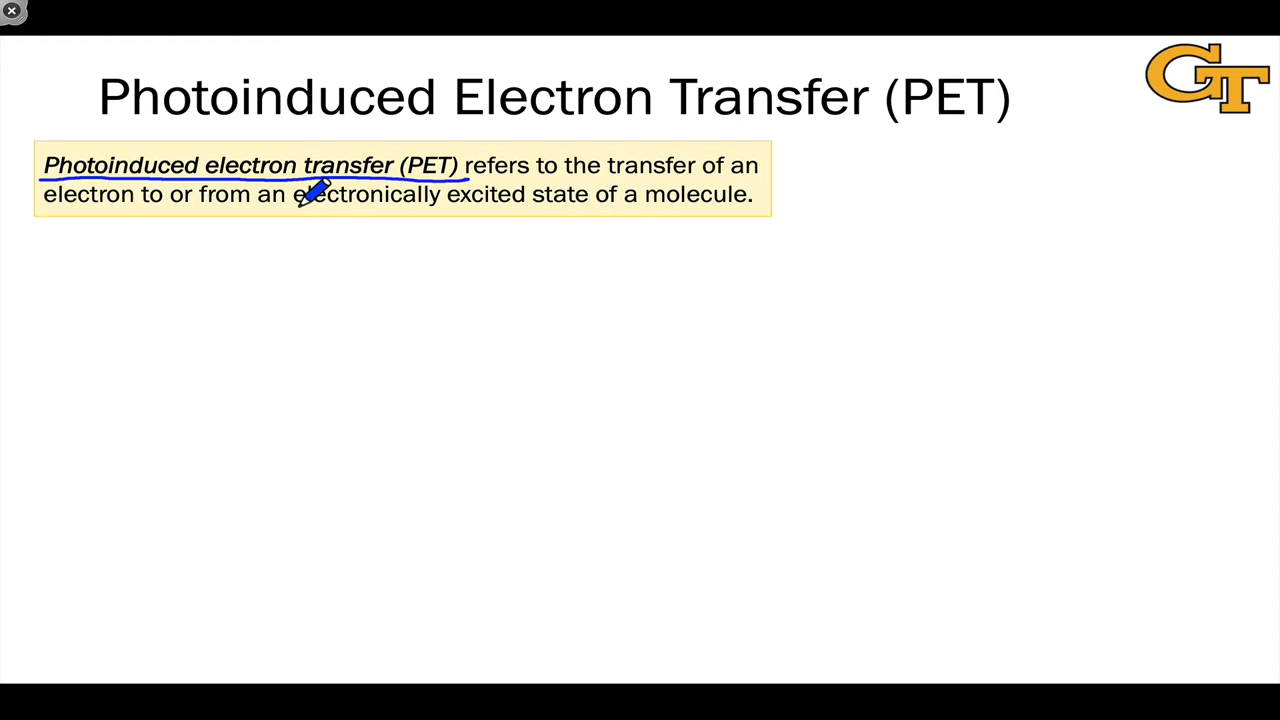 Photoinduced Electron Transfer (PET)
GT
Photoinduced electron transfer (PET) refers to the transfer of an
electron to or from an electronically excited state of a molecule.